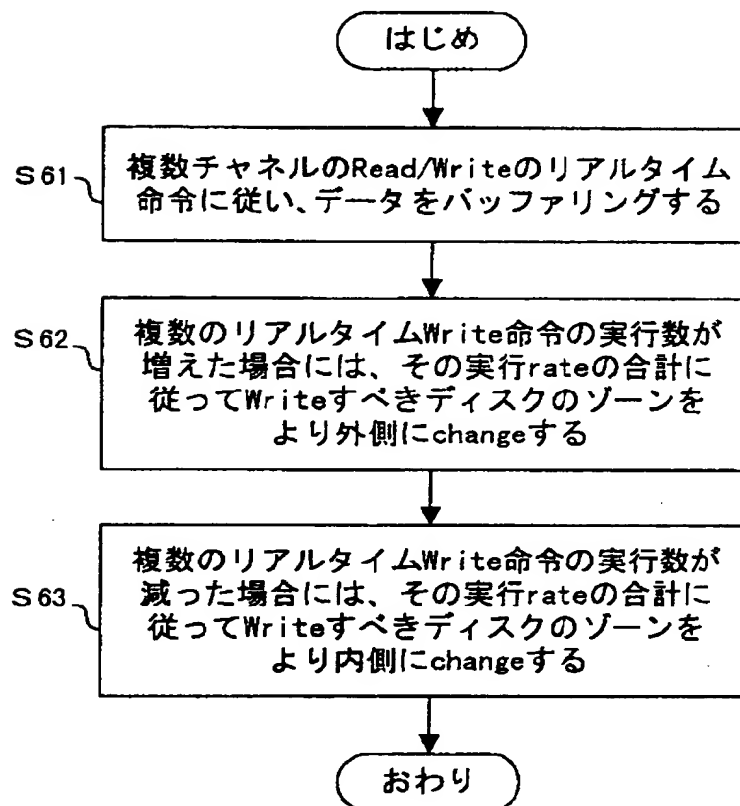 はじめ
S61
複数チャネルのRead/Writeのリアルタイム
命令に従い、データをバッファリングする
S62
複数のリアルタイムWrite命令の実行数が
増えた場合には、その実行rateの合計に
従ってWriteすべきディスクのゾーンを
より外側にchangeする
S63
複数のリアルタイムWrite命令の実行数が
減った場合には、その実行rateの合計に
従ってWriteすべきディスクのゾーンを
より内側にchangeする
おわり